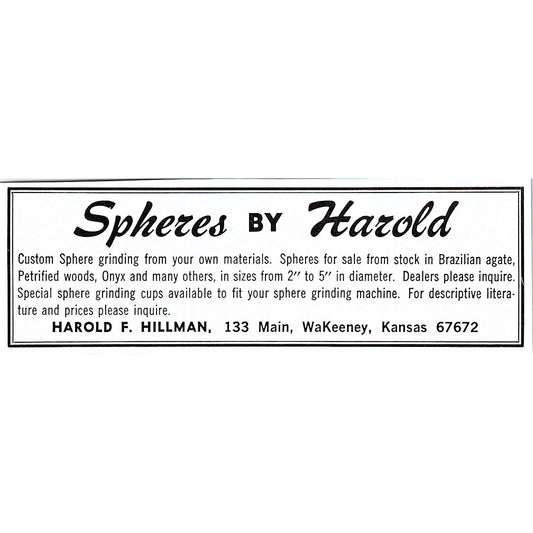 Spheres BY Harold
Custom Sphere grinding from your own materials. Spheres for sale from stock in Brazilian agate,
Petrified woods, Onyx and many others, in sizes from 2″ to 5″ in diameter. Dealers please inquire.
Special sphere grinding cups available to fit your sphere grinding machine. For descriptive litera-
ture and prices please inquire.
HAROLD F. HILLMAN, 133 Main, WaKeeney, Kansas 67672